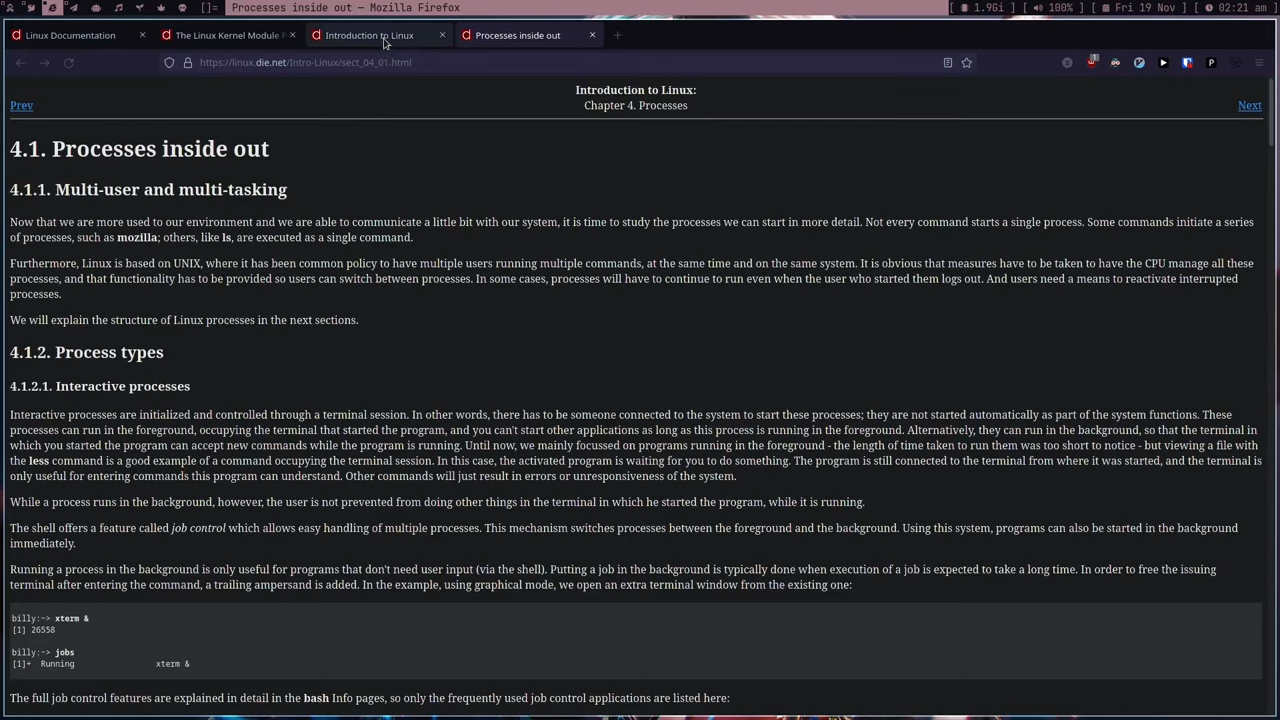 []= Processes inside out — Mozilla Firefox 1.96i 100% Fri 19 Nov 02:21 am
Linux Documentation The Linux Kernel Module Introduction to Linux Processes inside out
https://linux.die.net/Intro-Linux/sect_04_01.html
Introduction to Linux:
Prev Chapter 4. Processes Next
4.1. Processes inside out
4.1.1. Multi-user and multi-tasking
Now that we are more used to our environment and we are able to communicate a little bit with our system, it is time to study the processes we can start in more detail. Not every command starts a single process. Some commands initiate a series
of processes, such as mozilla; others, like ls, are executed as a single command.
Furthermore, Linux is based on UNIX, where it has been common policy to have multiple users running multiple commands, at the same time and on the same system. It is obvious that measures have to be taken to have the CPU manage all these
processes, and that functionality has to be provided so users can switch between processes. In some cases, processes will have to continue to run even when the user who started them logs out. And users need a means to reactivate interrupted
processes.
We will explain the structure of Linux processes in the next sections.
4.1.2. Process types
4.1.2.1. Interactive processes
Interactive processes are initialized and controlled through a terminal session. In other words, there has to be someone connected to the system to start these processes; they are not started automatically as part of the system functions. These
processes can run in the foreground, occupying the terminal that started the program, and you can't start other applications as long as this process is running in the foreground. Alternatively, they can run in the background, so that the terminal in
which you started the program can accept new commands while the program is running. Until now, we mainly focussed on programs running in the foreground - the length of time taken to run them was too short to notice - but viewing a file with
the less command is a good example of a command occupying the terminal session. In this case, the activated program is waiting for you to do something. The program is still connected to the terminal from where it was started, and the terminal is
only useful for entering commands this program can understand. Other commands will just result in errors or unresponsiveness of the system.
While a process runs in the background, however, the user is not prevented from doing other things in the terminal in which he started the program, while it is running.
The shell offers a feature called job control which allows easy handling of multiple processes. This mechanism switches processes between the foreground and the background. Using this system, programs can also be started in the background
immediately.
Running a process in the background is only useful for programs that don't need user input (via the shell). Putting a job in the background is typically done when execution of a job is expected to take a long time. In order to free the issuing
terminal after entering the command, a trailing ampersand is added. In the example, using graphical mode, we open an extra terminal window from the existing one:
billy:~> xterm &
[1] 26558
billy:~> jobs
[1]+ Running xterm &
The full job control features are explained in detail in the bash Info pages, so only the frequently used job control applications are listed here: